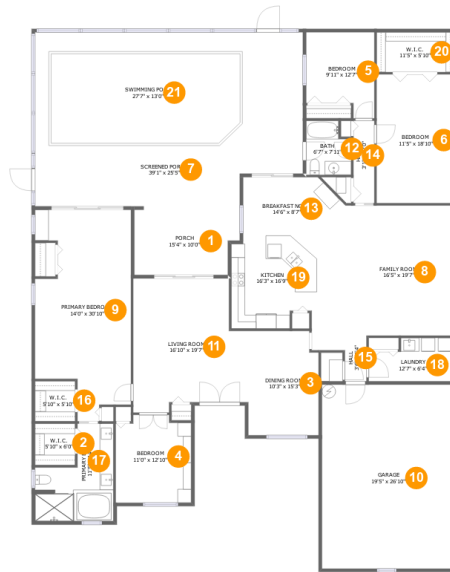 W.I.C.
11'5" x 5'10"
20
BEDROOM
9'11" x 12'7"
5
SWIMMING
27'7" x 13'0"
21
BEDROOM
11'5" x 18'10"
6
BATH
6'7" x 7'11"
12
14
SCREENED
39'1" x 25'5"
7
BREAKFAST
14'6" x 8'7"
13
PORCH
15'4" x 10'0"
1
KITCHEN
16'3" x 16'9"
19
FAMILY ROOM
16'5" x 19'7"
8
PRIMARY
14'0" x 30'10"
9
LIVING ROOM
16'10" x 19'7"
11
HALL
15
LAUNDRY
12'7" x 6'4"
18
DINING ROOM
10'3" x 15'3"
3
W.I.C.
5'10" x 5'10"
16
W.I.C.
5'10" x 6'0"
2
PRIMARY
17
BEDROOM
11'0" x 12'10"
4
GARAGE
19'5" x 26'10"
10